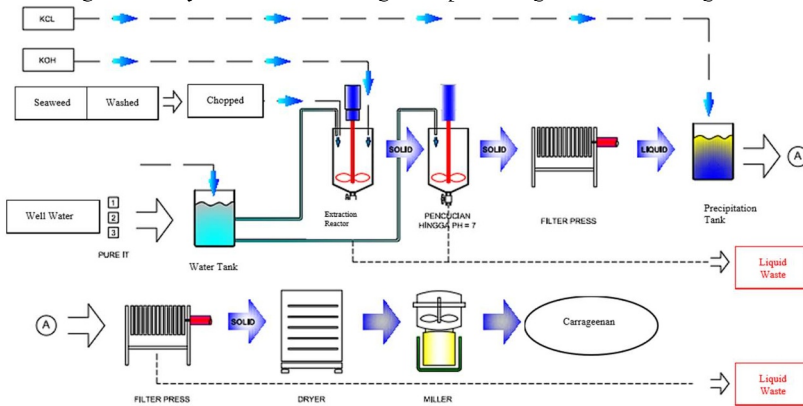 KCL
KOH
Seaweed
Washed
Chopped
SOLID
SOLID
LIQUID
A
Well Water
1
2
3
PURE IT
Water Tank
Extraction
Reactor
PENCUCIAN
HINGGA PH = 7
FILTER PRESS
Precipitation
Tank
Liquid
Waste
A
SOLID
Carrageenan
FILTER PRESS
DRYER
MILLER
Liquid
Waste